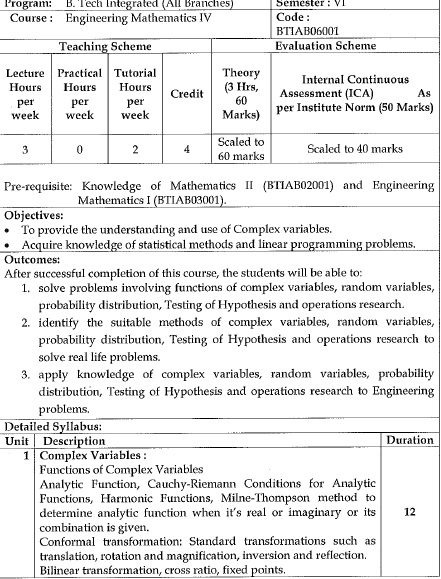 Program: B. Tech Integrated (All Branches) Semester : VI
Course : Engineering Mathematics IV Code :
BTIAB06001
Teaching Scheme Evaluation Scheme
Lecture Hours per week
Practical Hours per week
Tutorial Hours per week
Credit
Theory (3 Hrs, 60 Marks)
Internal Continuous
Assessment (ICA) As
per Institute Norm (50 Marks)
3 0 2 4 Scaled to 60 marks Scaled to 40 marks
Pre-requisite: Knowledge of Mathematics II (BTIAB02001) and Engineering
Mathematics I (BTIAB03001).
Objectives:
• To provide the understanding and use of Complex variables.
• Acquire knowledge of statistical methods and linear programming problems.
Outcomes:
After successful completion of this course, the students will be able to:
1. solve problems involving functions of complex variables, random variables,
probability distribution, Testing of Hypothesis and operations research.
2. identify the suitable methods of complex variables, random variables,
probability distribution, Testing of Hypothesis and operations research to
solve real life problems.
3. apply knowledge of complex variables, random variables, probability
distribution, Testing of Hypothesis and operations research to Engineering
problems.
Detailed Syllabus:
Unit Description Duration
1 Complex Variables :
Functions of Complex Variables
Analytic Function, Cauchy-Riemann Conditions for Analytic
Functions, Harmonic Functions, Milne-Thompson method to
determine analytic function when it's real or imaginary or its 12
combination is given.
Conformal transformation: Standard transformations such as
translation, rotation and magnification, inversion and reflection.
Bilinear transformation, cross ratio, fixed points.